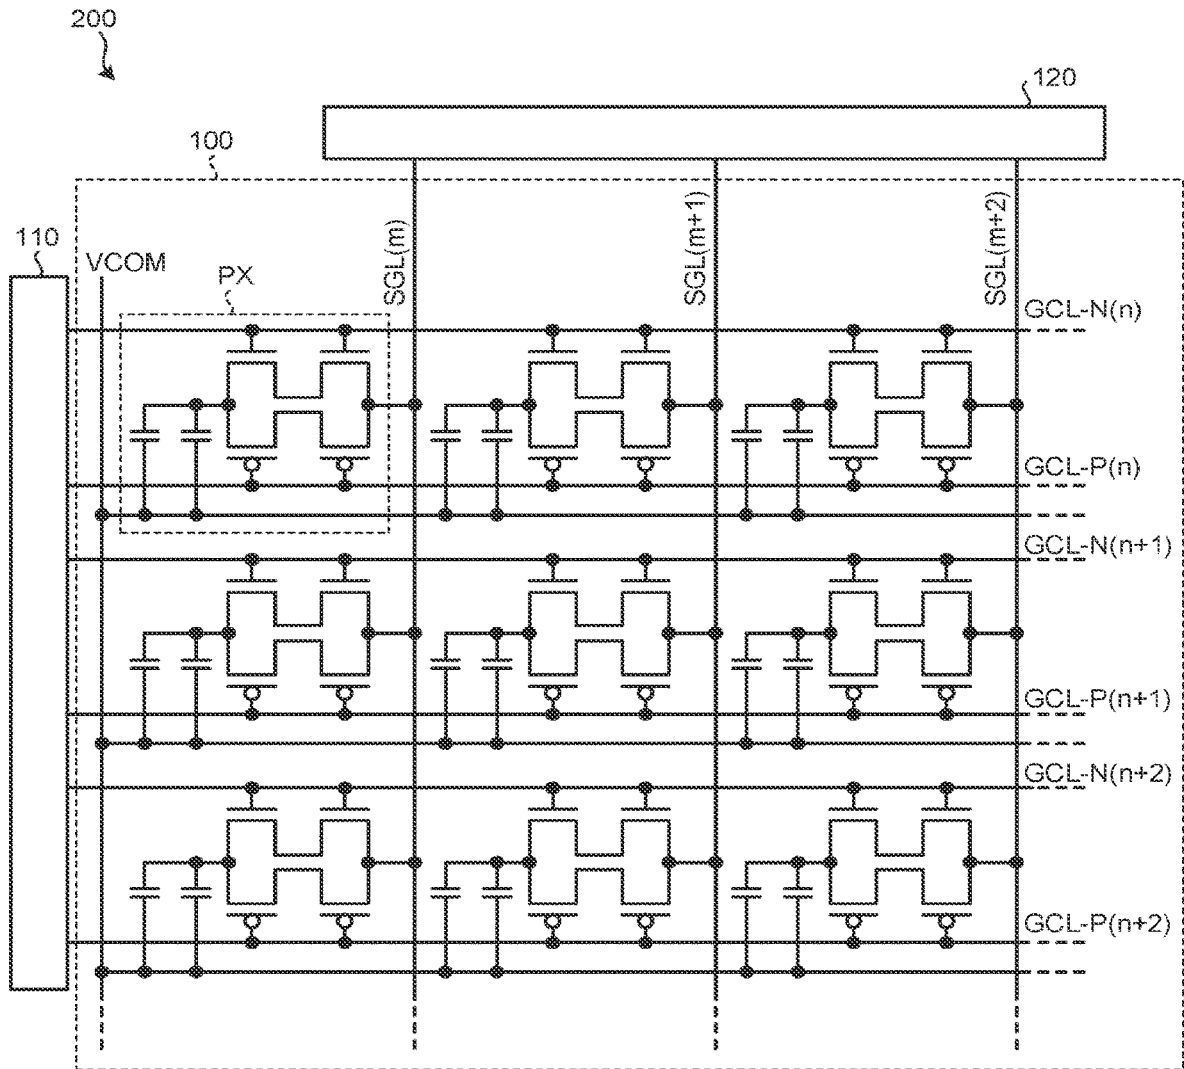 200
120
100
110
VCOM
PX
SGL(m)
SGL(m+1)
SGL(m+2)
GCL-N(n)
GCL-P(n)
GCL-N(n+1)
GCL-P(n+1)
GCL-N(n+2)
GCL-P(n+2)